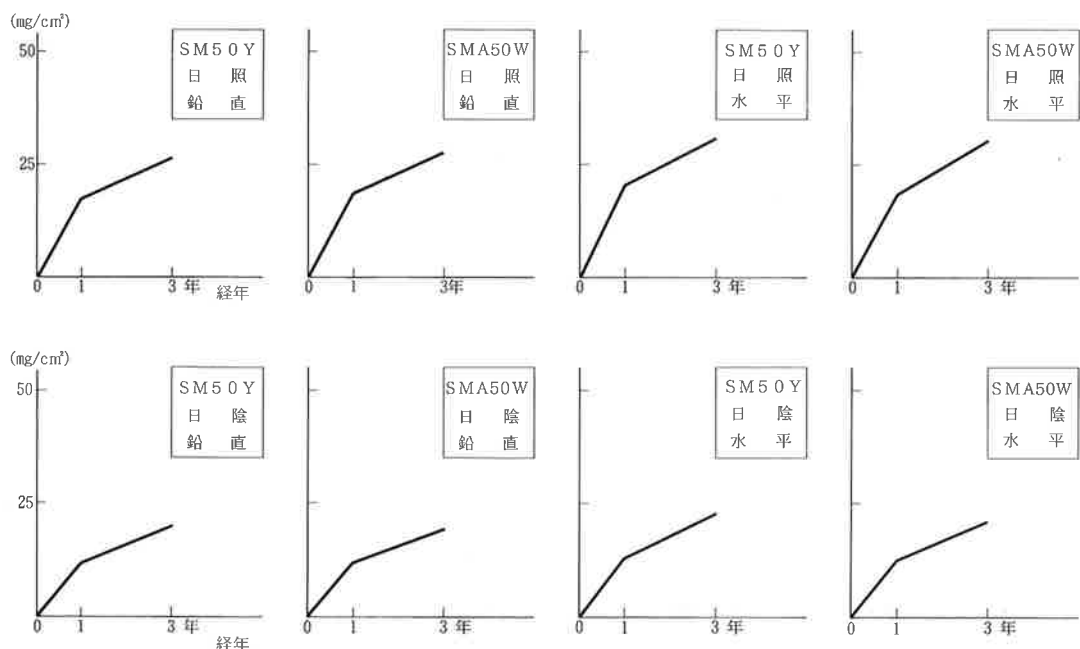 (mg/cm²)
50
25
SM50Y
日 照
鉛 直
0 1 3 年 経年
SMA50W
日 照
鉛 直
0 1 3年
SM50Y
日 照
水 平
0 1 3 年
SMA50W
日 照
水 平
0 1 3 年
(mg/cm²)
50
25
SM50Y
日 陰
鉛 直
0 1 3 年
経年
SMA50W
日 陰
鉛 直
0 1 3 年
SM50Y
日 陰
水 平
0 1 3 年
SMA50W
日 陰
水 平
0 1 3 年